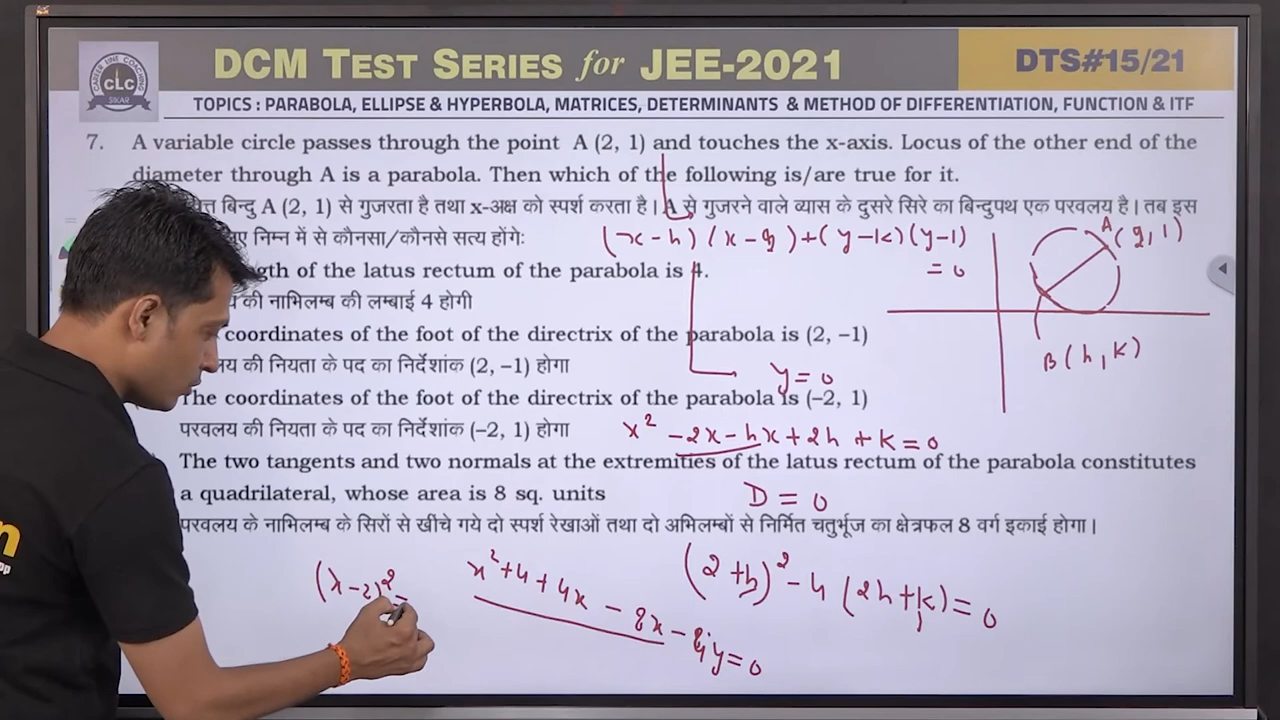 DCM TEST SERIES for JEE-2021
DTS#15/21
CAREER LINE COACHING
CLC
SIKAR
TOPICS : PARABOLA, ELLIPSE & HYPERBOLA, MATRICES, DETERMINANTS & METHOD OF DIFFERENTIATION, FUNCTION & ITF
7. A variable circle passes through the point A (2, 1) and touches the x-axis. Locus of the other end of the
diameter through A is a parabola. Then which of the following is/are true for it.
बिन्दु A (2, 1) से गुजरता है तथा x-अक्ष को स्पर्श करता है। A से गुजरने वाले व्यास के दुसरे सिरे का बिन्दुपथ एक परवलय है। तब इस
निम्न में से कौनसा/कौनसे सत्य होंगे:
(x-h)(x-2)+(y-k)(y-1)
= 0
A(2,1)
of the latus rectum of the parabola is 4.
की नाभिलम्ब की लम्बाई 4 होगी
coordinates of the foot of the directrix of the parabola is (2, –1)
की नियता के पद का निर्देशांक (2, –1) होगा
B(h,k)
y=0
The coordinates of the foot of the directrix of the parabola is (–2, 1)
परवलय की नियता के पद का निर्देशांक (–2, 1) होगा
x² -2x-hx+2h+k=0
The two tangents and two normals at the extremities of the latus rectum of the parabola constitutes
a quadrilateral, whose area is 8 sq. units
D = 0
परवलय के नाभिलम्ब के सिरों से खींचे गये दो स्पर्श रेखाओं तथा दो अभिलम्बों से निर्मित चतुर्भूज का क्षेत्रफल 8 वर्ग इकाई होगा।
(2+h)²-4(2h+k)=0
x²+4+4x-8x-4y=0
(x-2)²=